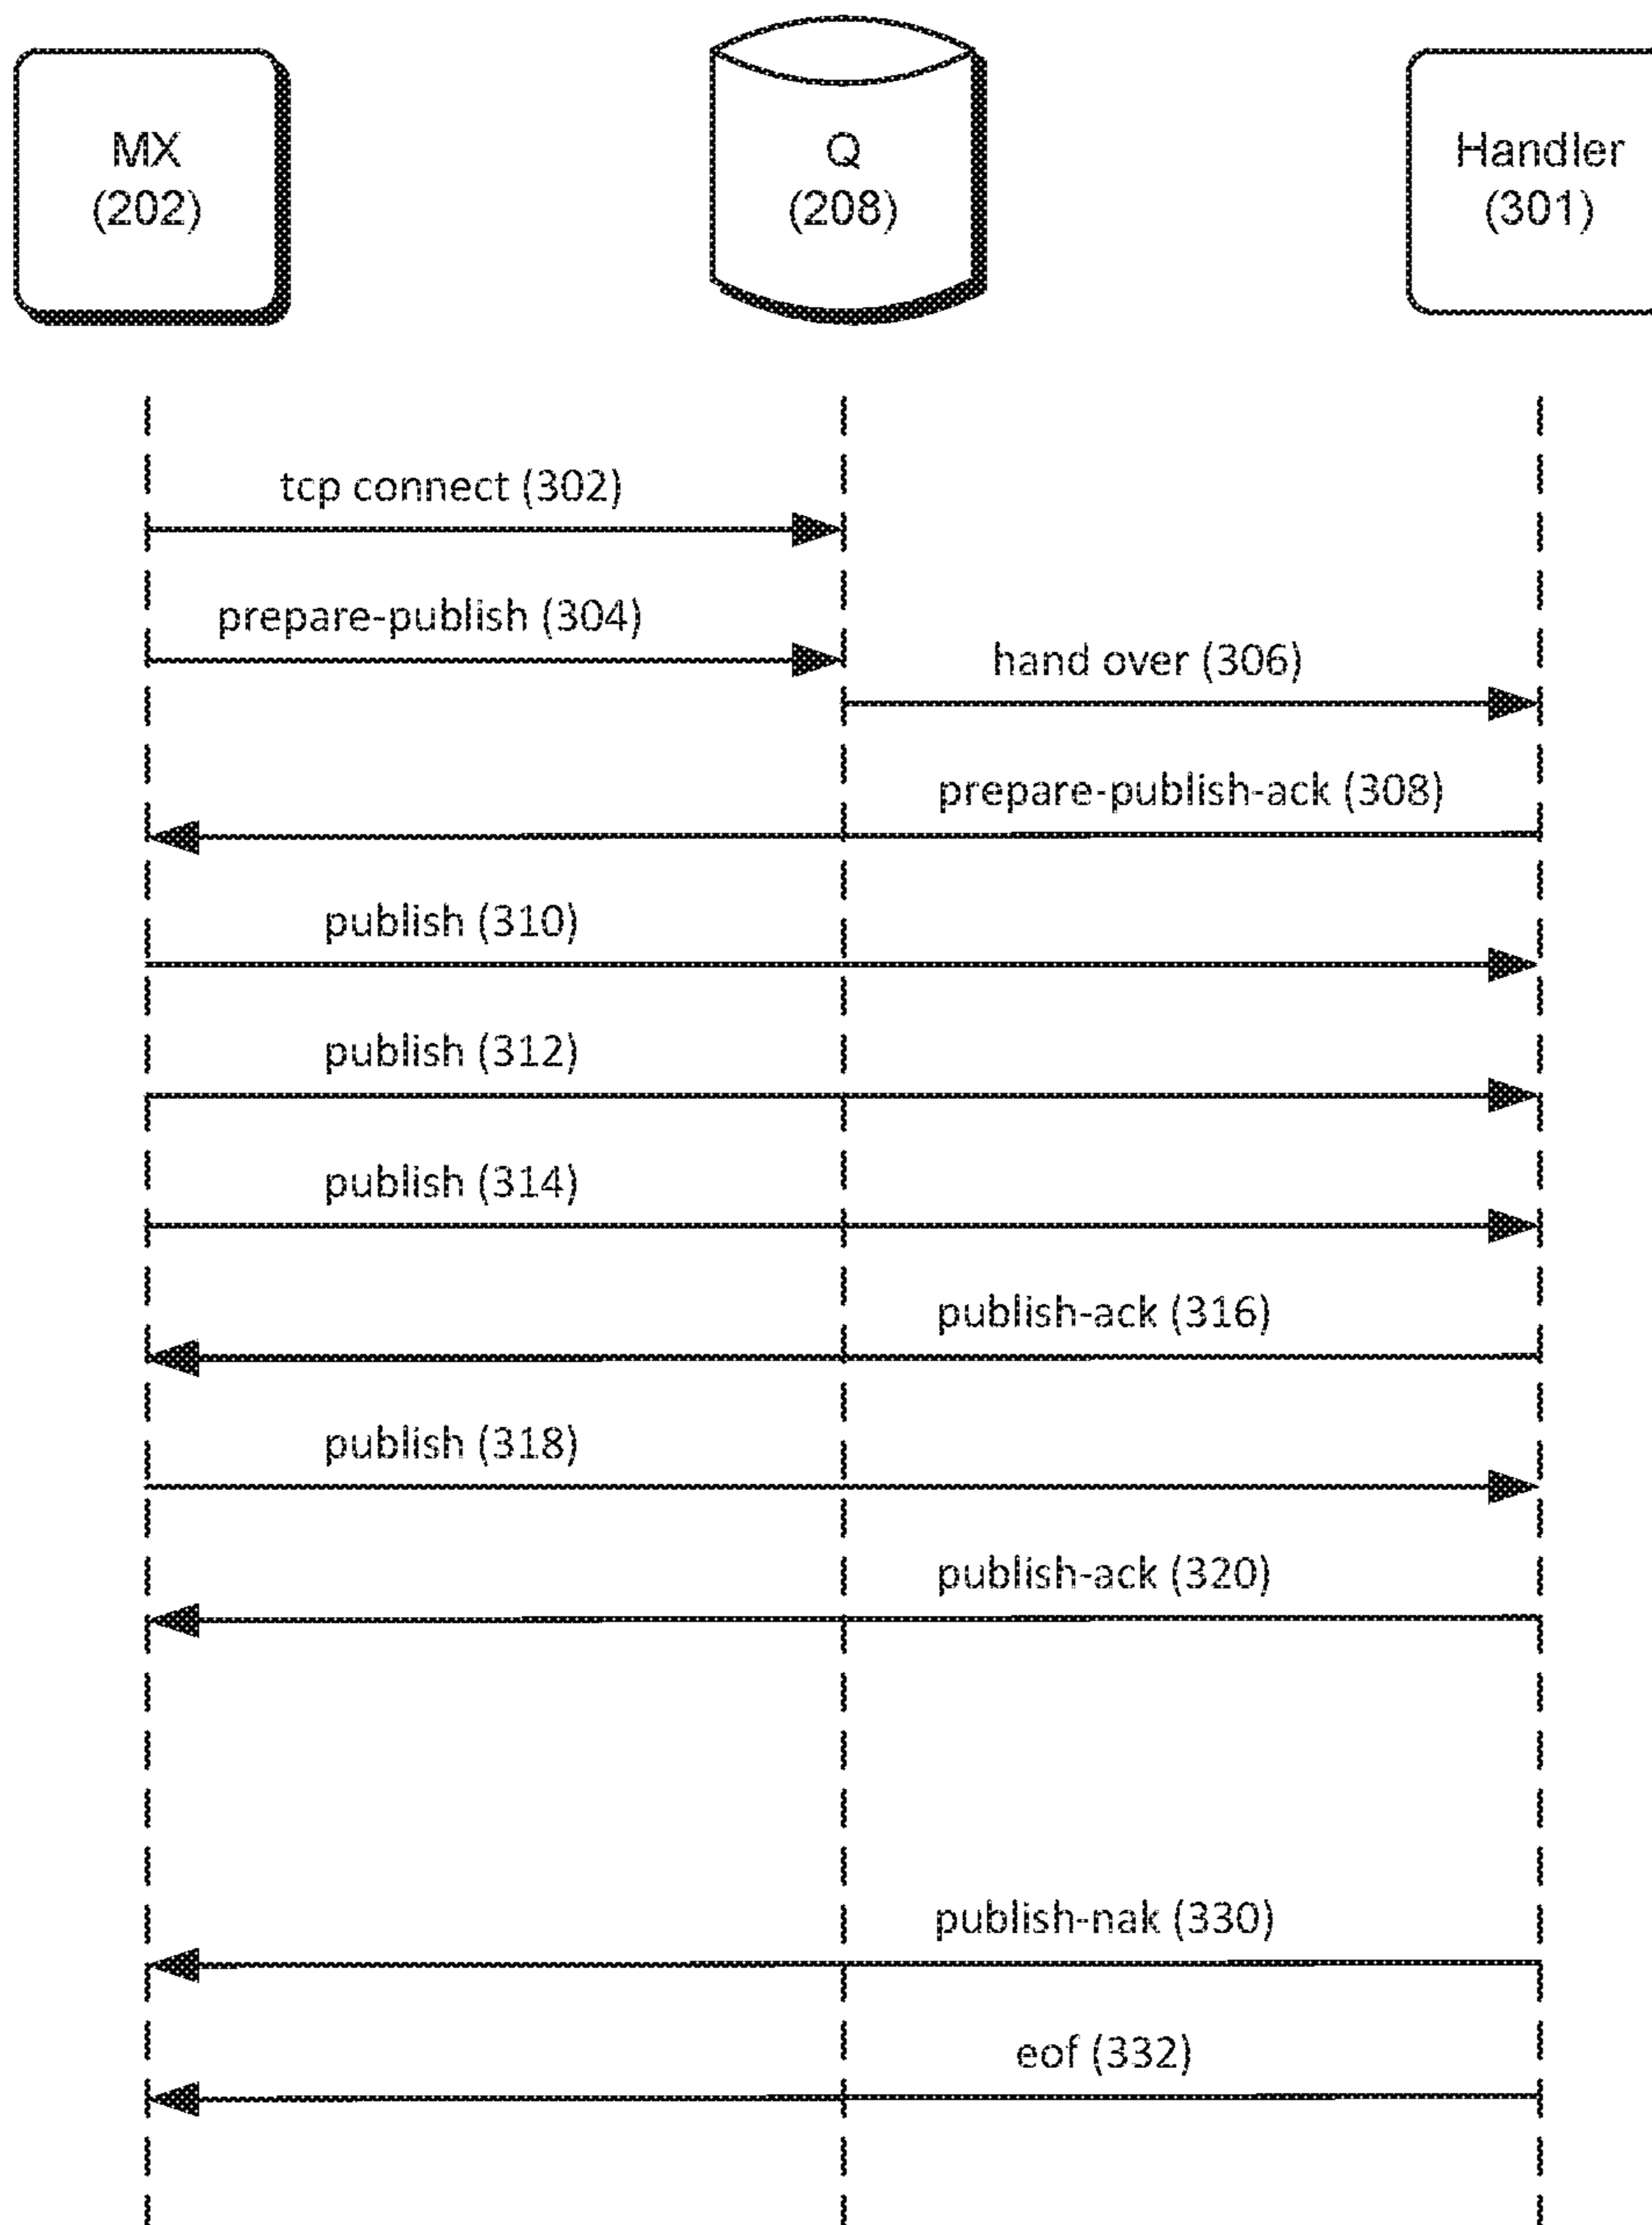 MX
(202)
Q
(208)
Handler
(301)
tcp connect (302)
prepare-publish (304)
hand over (306)
prepare-publish-ack (308)
publish (310)
publish (312)
publish (314)
publish-ack (316)
publish (318)
publish-ack (320)
publish-nak (330)
eof (332)